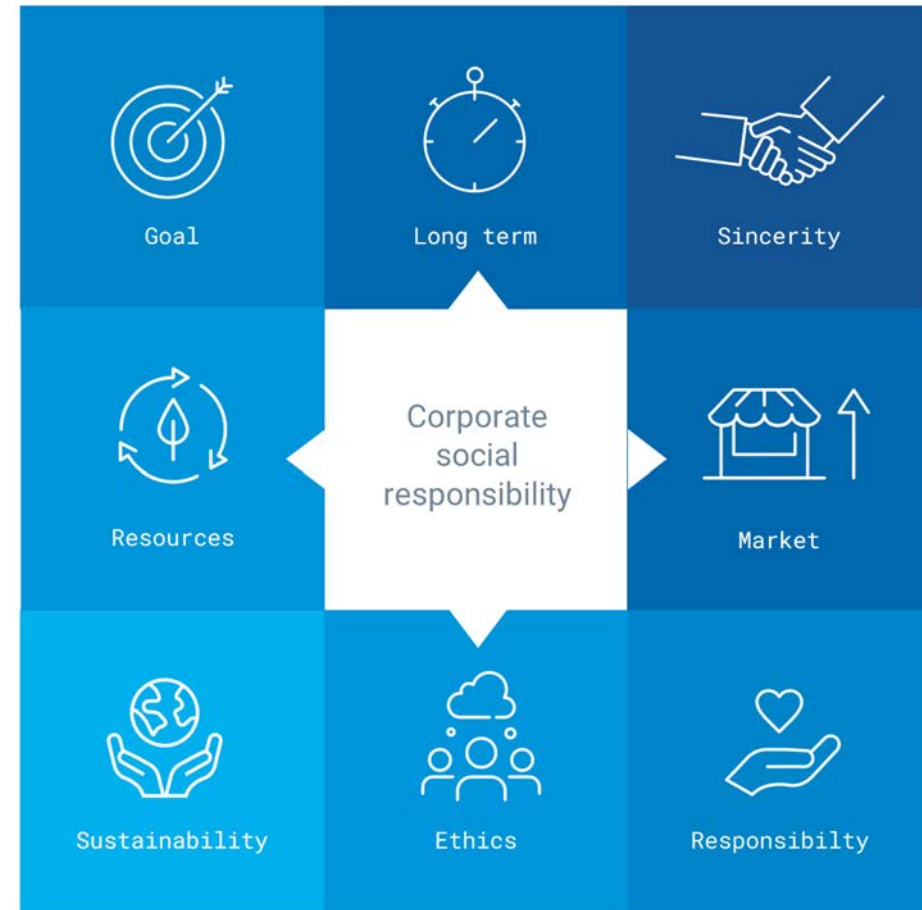 Goal
Long term
Sincerity
Resources
Corporate
social
responsibility
Market
Sustainability
Ethics
Responsibilty